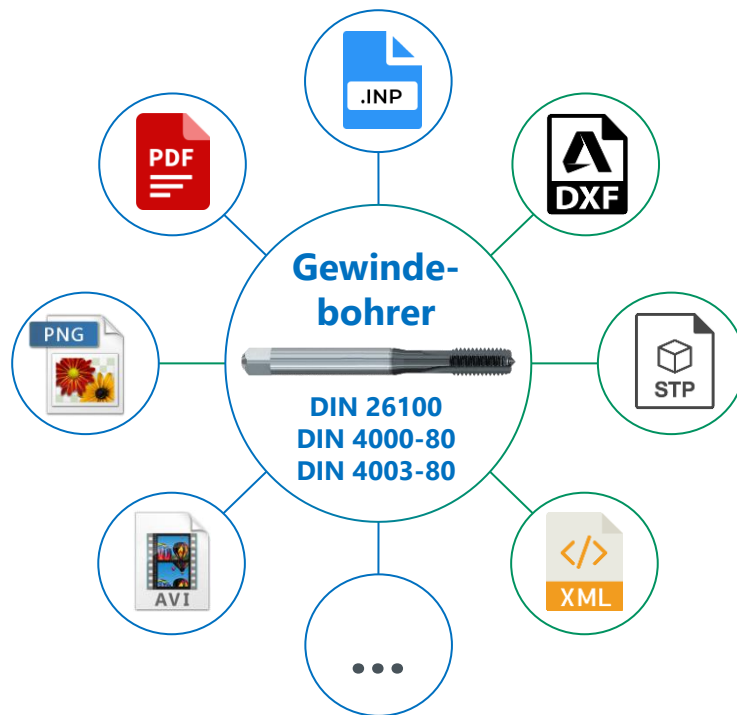 .INP
PDF
DXF
Gewinde-
bohrer
PNG
STP
DIN 26100
DIN 4000-80
DIN 4003-80
AVI
</>
XML
...